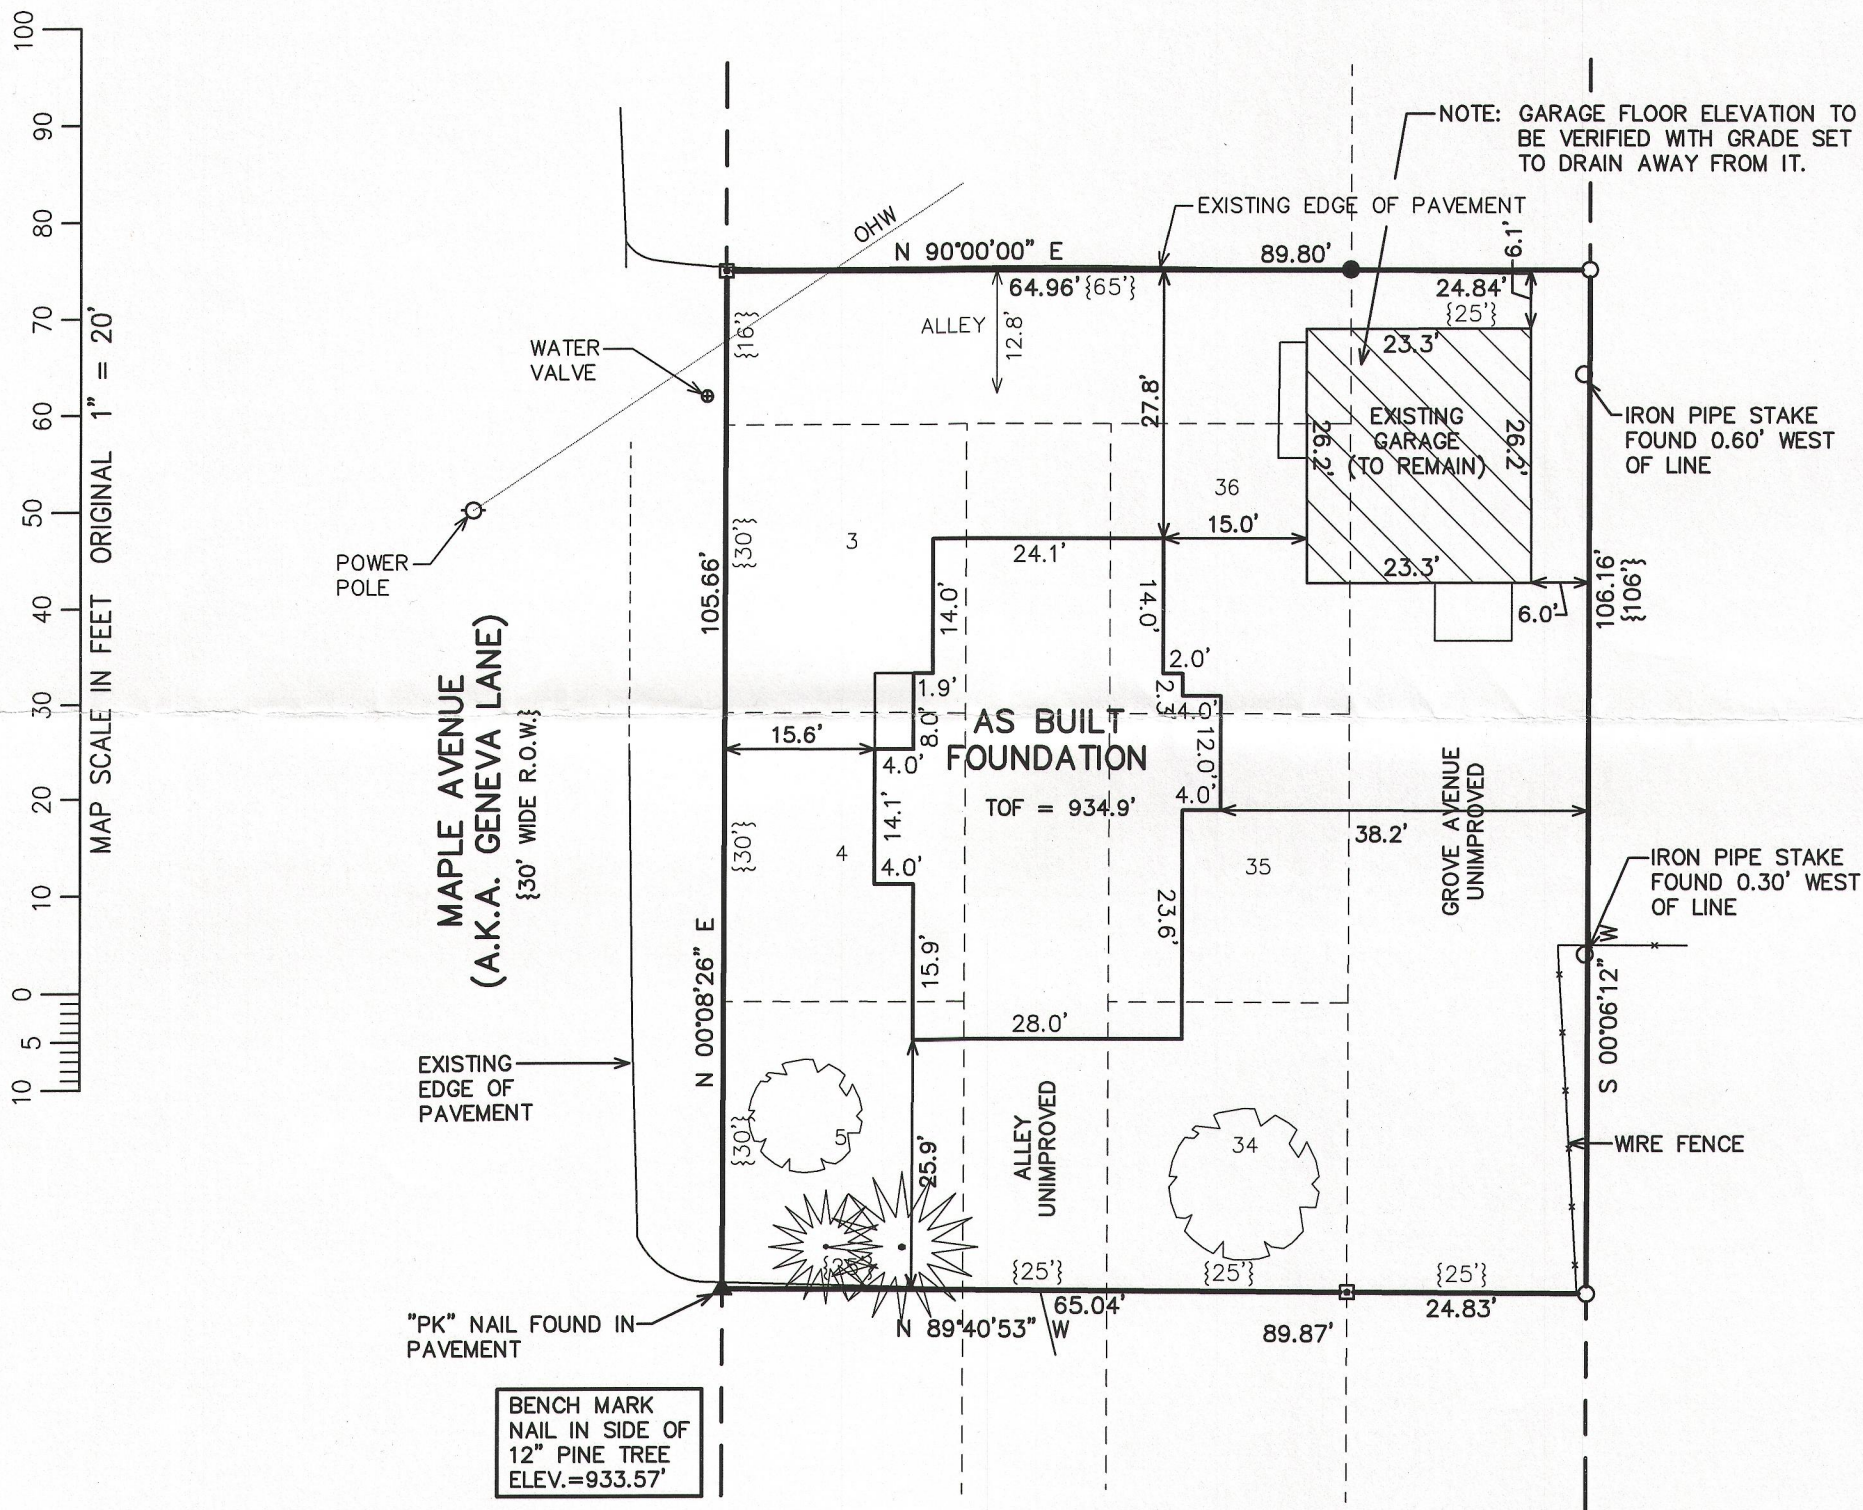 100
90
80
70
60
50
40
30
20
10
0
5
10
MAP SCALE IN FEET ORIGINAL 1" = 20'
NOTE: GARAGE FLOOR ELEVATION TO
BE VERIFIED WITH GRADE SET
TO DRAIN AWAY FROM IT.
EXISTING EDGE OF PAVEMENT
OHW
N 90°00'00" E
89.80'
6.1'
64.96' {65'}
24.84'
{25'}
{16'}
ALLEY
12.8'
WATER
VALVE
27.8'
23.3'
EXISTING
GARAGE
(TO REMAIN)
26.2'
26.2'
IRON PIPE STAKE
FOUND 0.60' WEST
OF LINE
36
15.0'
3
{30'}
24.1'
POWER
POLE
105.66'
14.0'
14.0'
23.3'
6.0'
106.16'
{106'}
MAPLE AVENUE
(A.K.A. GENEVA LANE)
{30' WIDE R.O.W.}
2.0'
1.9'
2.3'
4.0'
8.0'
15.6'
AS BUILT
FOUNDATION
12.0'
4.0'
TOF = 934.9'
4.0'
14.1'
38.2'
GROVE AVENUE
UNIMPROVED
{30'}
4
4.0'
35
IRON PIPE STAKE
FOUND 0.30' WEST
OF LINE
23.6'
15.9'
N 00°08'26" E
S 00°06'12" W
28.0'
EXISTING
EDGE OF
PAVEMENT
{30'}
5
25.9'
ALLEY
UNIMPROVED
34
WIRE FENCE
{25'}
{25'}
{25'}
65.04'
24.83'
"PK" NAIL FOUND IN
PAVEMENT
N 89°40'53" W
89.87'
BENCH MARK
NAIL IN SIDE OF
12" PINE TREE
ELEV.=933.57'